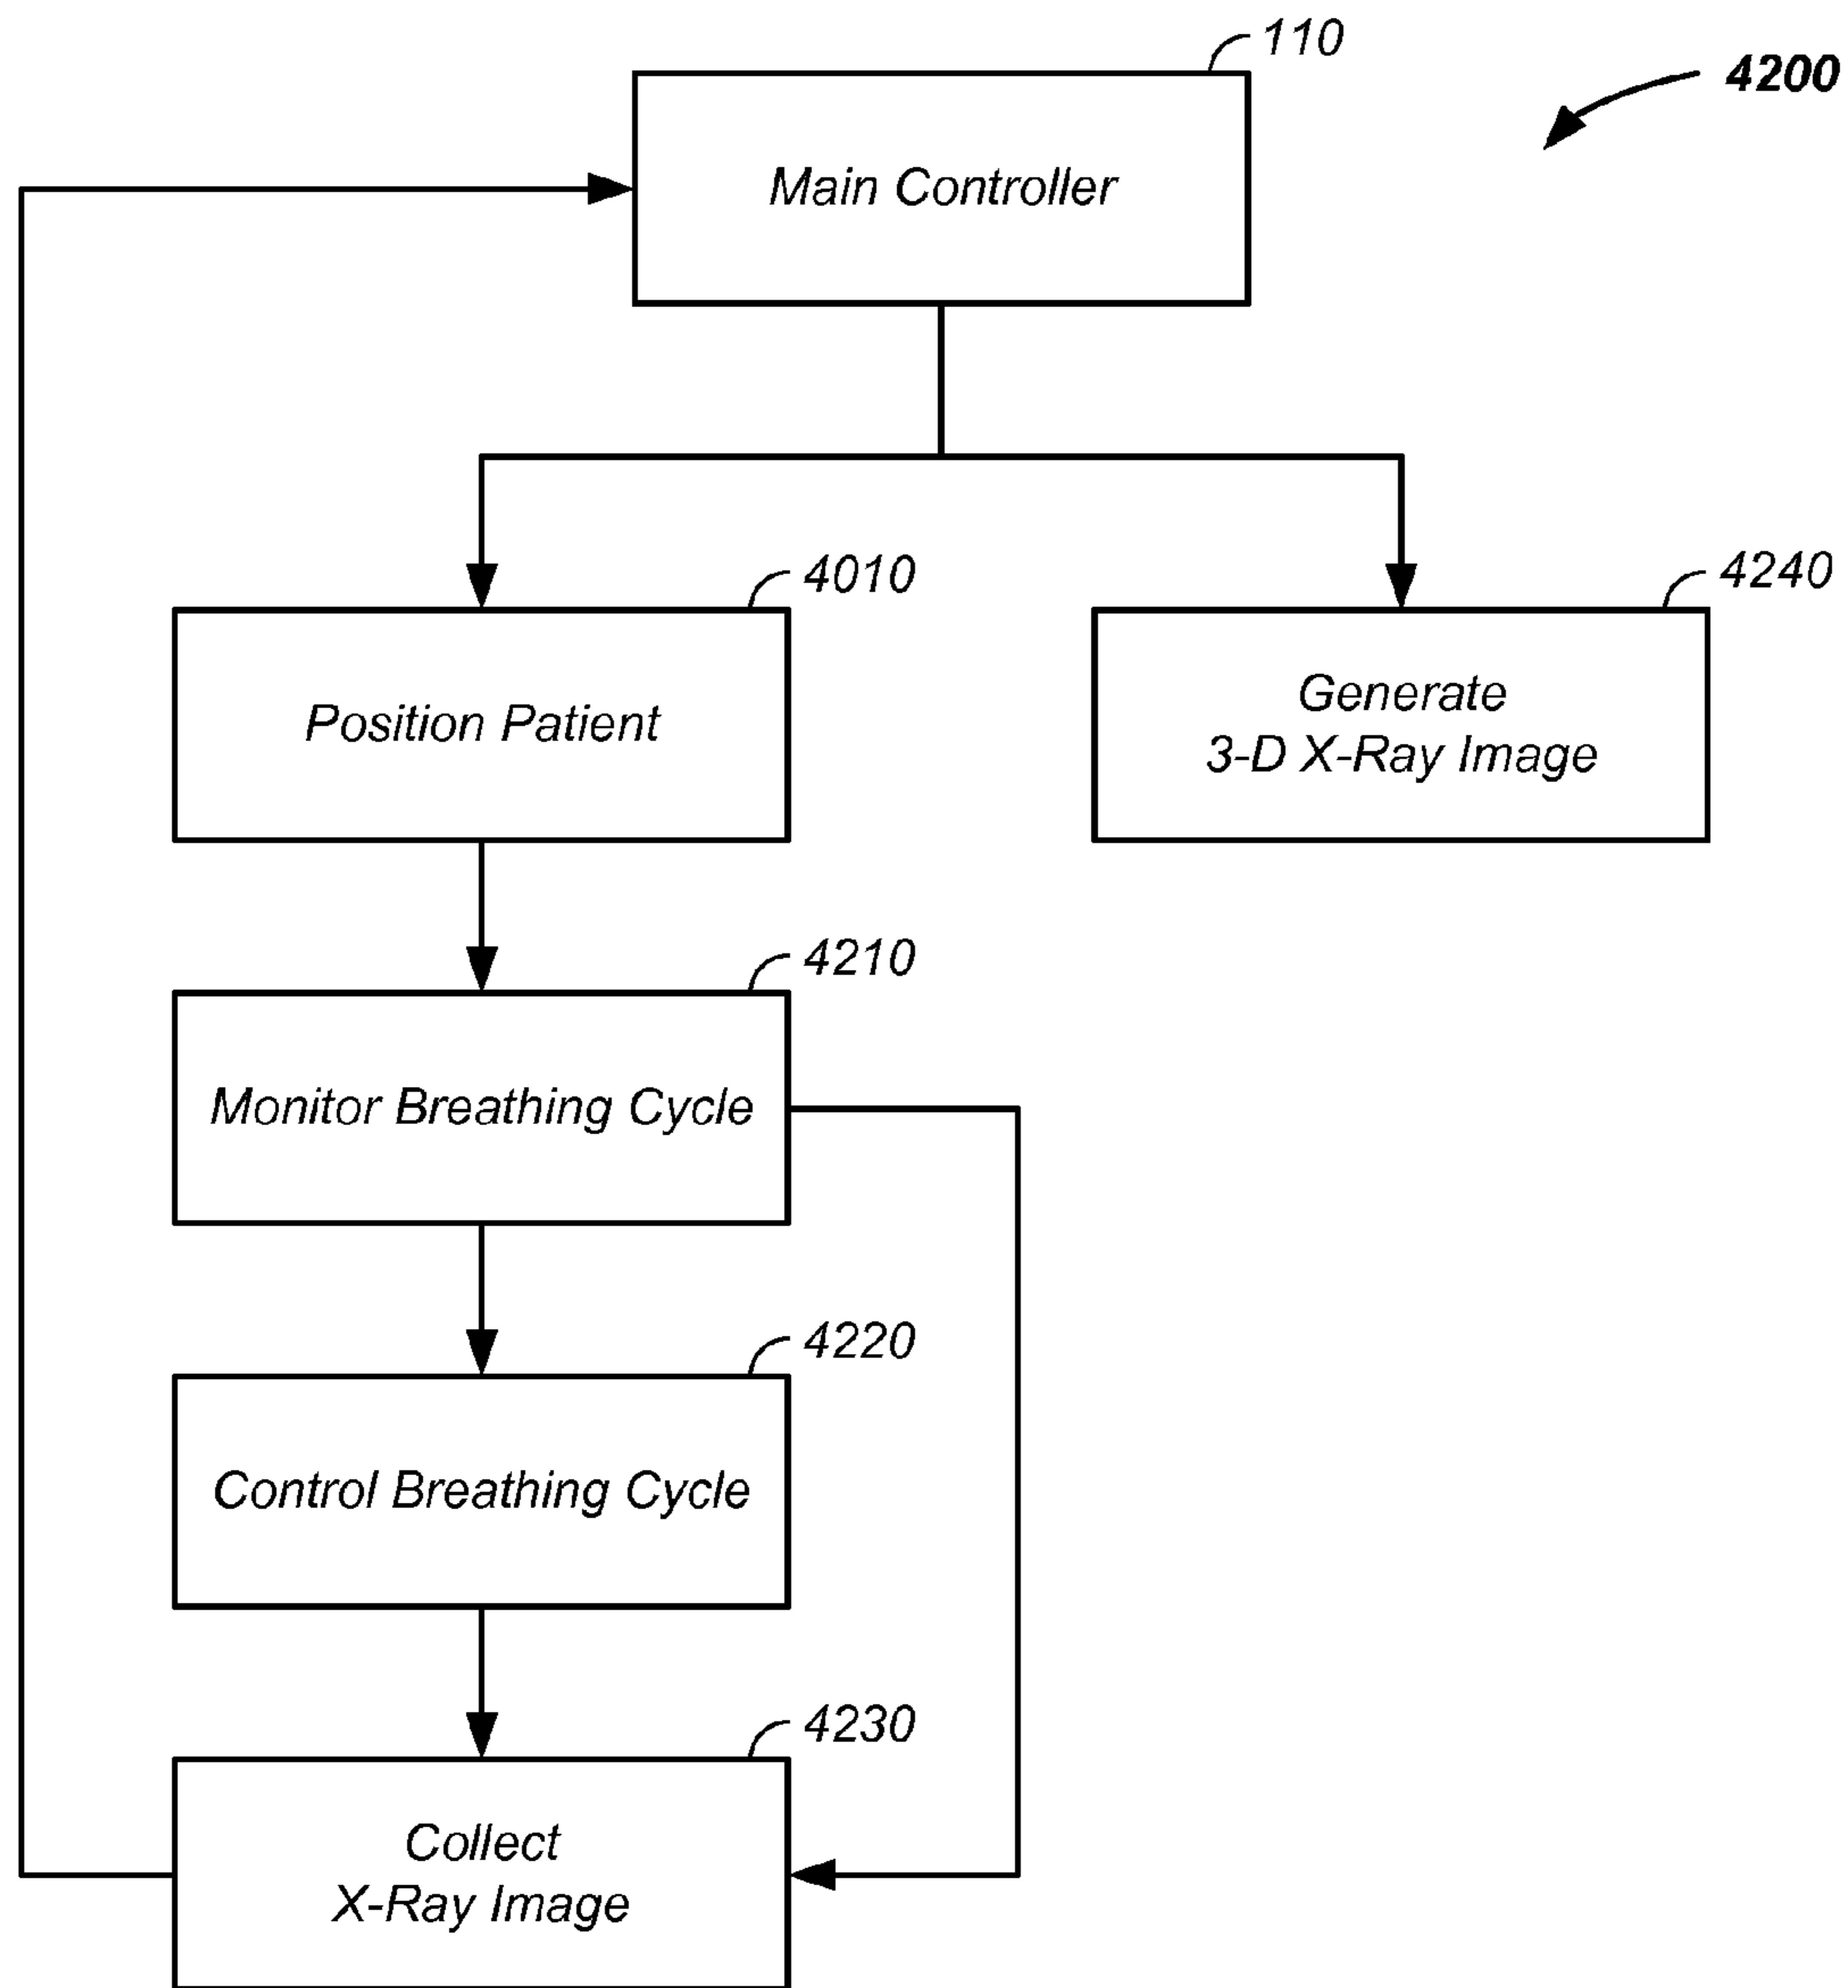 110
4200
Main Controller
4010
4240
Position Patient
Generate
3-D X-Ray Image
4210
Monitor Breathing Cycle
4220
Control Breathing Cycle
4230
Collect
X-Ray Image